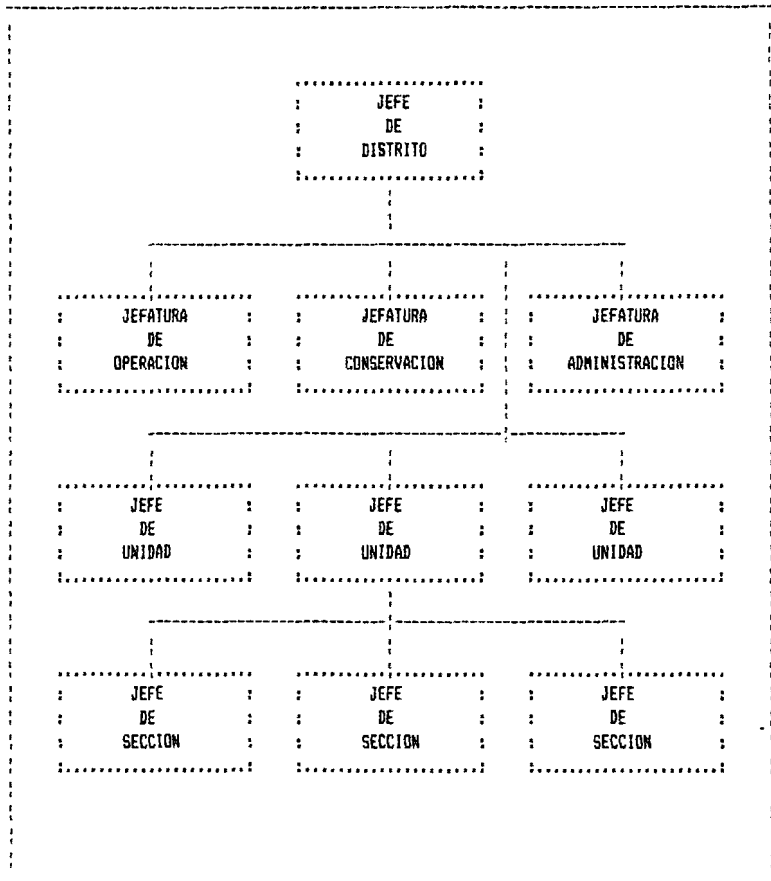 JEFE
DE
DISTRITO
JEFATURA
DE
OPERACION
JEFATURA
DE
CONSERVACION
JEFATURA
DE
ADMINISTRACION
JEFE
DE
UNIDAD
JEFE
DE
UNIDAD
JEFE
DE
UNIDAD
JEFE
DE
SECCION
JEFE
DE
SECCION
JEFE
DE
SECCION